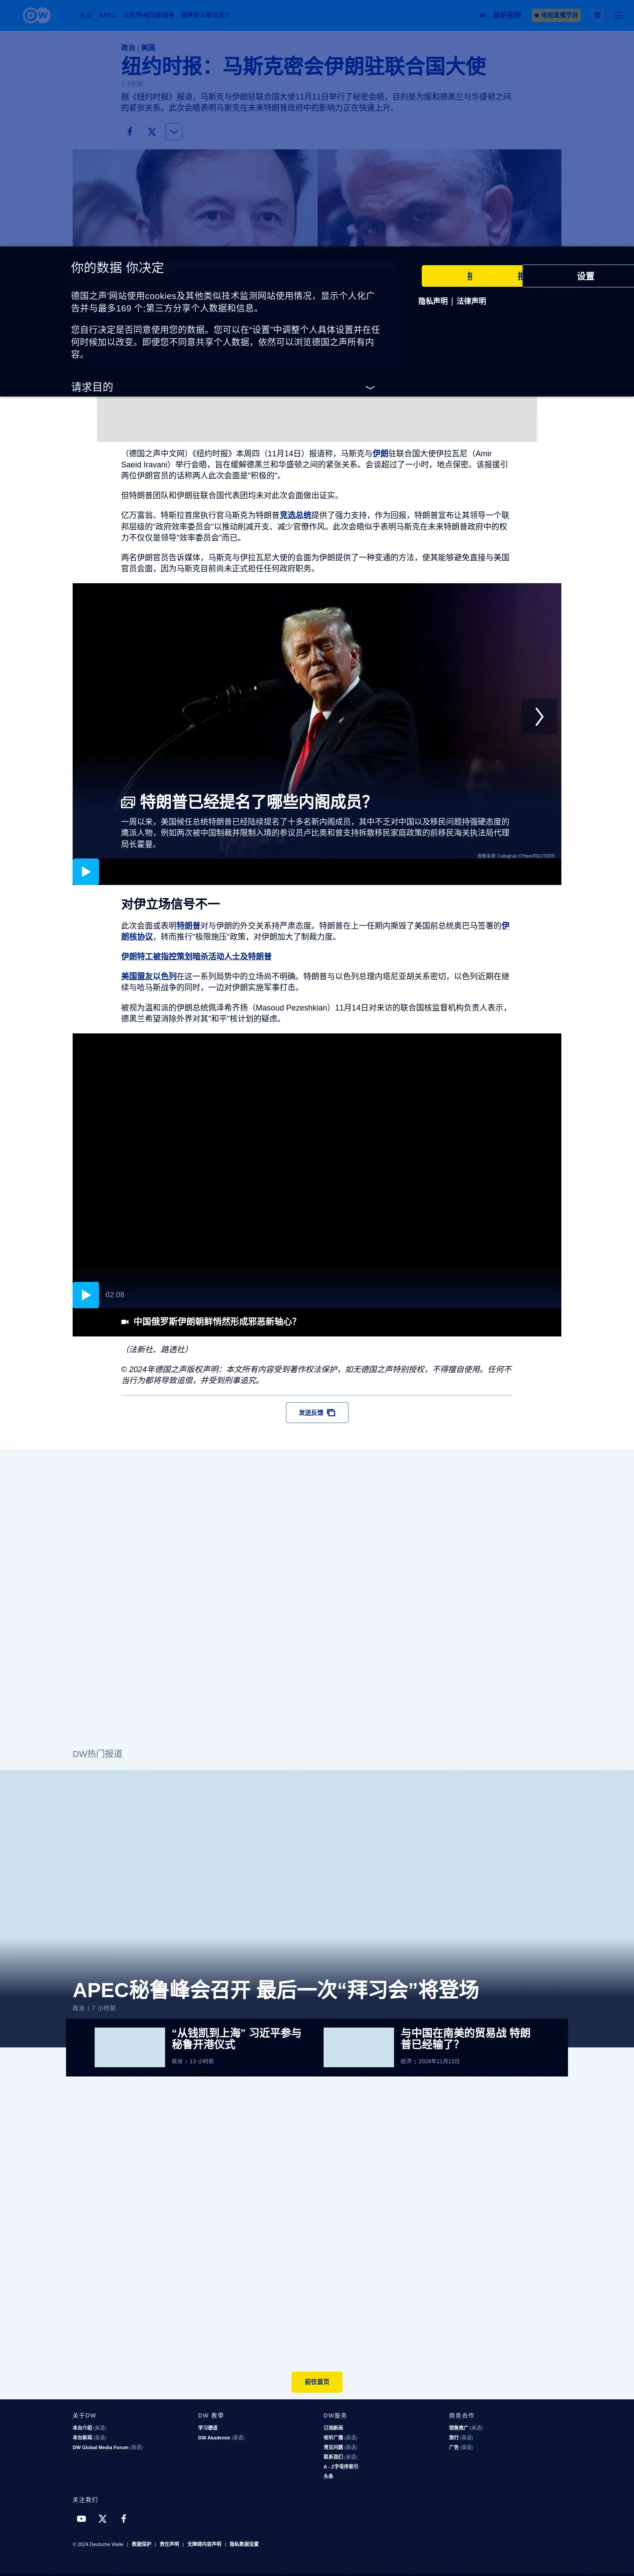 DW
焦点 APEC 以色列-哈马斯战争 俄罗斯入侵乌克兰 最新视频 电视直播节目 繁
政治 | 美国
纽约时报：马斯克密会伊朗驻联合国大使
3 小时前
据《纽约时报》报道，马斯克与伊朗驻联合国大使11月11日举行了秘密会晤，目的是为缓和德黑兰与华盛顿之间
的紧张关系。此次会晤表明马斯克在未来特朗普政府中的影响力正在快速上升。
你的数据 你决定
德国之声‘网站使用cookies及其他类似技术监测网站使用情况，显示个人化广
告并与最多169 个;第三方分享个人数据和信息。
您自行决定是否同意使用您的数据。您可以在“设置”中调整个人具体设置并在任
何时候加以改变。即便您不同意共享个人数据，依然可以浏览德国之声所有内
容。
请求目的
设置
隐私声明 | 法律声明
（德国之声中文网）《纽约时报》本周四（11月14日）报道称，马斯克与伊朗驻联合国大使伊拉瓦尼（Amir
Saeid Iravani）举行会晤，旨在缓解德黑兰和华盛顿之间的紧张关系。会谈超过了一小时，地点保密。该报援引
两位伊朗官员的话称两人此次会面是"积极的"。
但特朗普团队和伊朗驻联合国代表团均未对此次会面做出证实。
亿万富翁、特斯拉首席执行官马斯克为特朗普竞选总统提供了强力支持，作为回报，特朗普宣布让其领导一个联
邦层级的"政府效率委员会"以推动削减开支、减少官僚作风。此次会晤似乎表明马斯克在未来特朗普政府中的权
力不仅仅是领导"效率委员会"而已。
两名伊朗官员告诉媒体，马斯克与伊拉瓦尼大使的会面为伊朗提供了一种变通的方法，使其能够避免直接与美国
官员会面，因为马斯克目前尚未正式担任任何政府职务。
特朗普已经提名了哪些内阁成员？
一周以来，美国候任总统特朗普已经陆续提名了十多名新内阁成员，其中不乏对中国以及移民问题持强硬态度的
鹰派人物，例如两次被中国制裁并限制入境的参议员卢比奥和曾支持拆散移民家庭政策的前移民海关执法局代理
局长霍曼。
图像来源: Callaghan O'Hare/REUTERS
对伊立场信号不一
此次会面或表明特朗普对与伊朗的外交关系持严肃态度。特朗普在上一任期内撕毁了美国前总统奥巴马签署的伊
朗核协议，转而推行"极限施压"政策，对伊朗加大了制裁力度。
伊朗特工被指控策划暗杀活动人士及特朗普
美国盟友以色列在这一系列局势中的立场尚不明确。特朗普与以色列总理内塔尼亚胡关系密切，以色列近期在继
续与哈马斯战争的同时，一边对伊朗实施军事打击。
被视为温和派的伊朗总统佩泽希齐扬（Masoud Pezeshkian）11月14日对来访的联合国核监督机构负责人表示，
德黑兰希望消除外界对其"和平"核计划的疑虑。
02:08
中国俄罗斯伊朗朝鲜悄然形成邪恶新轴心？
（法新社、路透社）
© 2024年德国之声版权声明：本文所有内容受到著作权法保护，如无德国之声特别授权，不得擅自使用。任何不
当行为都将导致追偿，并受到刑事追究。
发送反馈
DW热门报道
APEC秘鲁峰会召开 最后一次“拜习会”将登场
政治 | 7 小时前
“从钱凯到上海” 习近平参与
秘鲁开港仪式
政治 | 13 小时前
与中国在南美的贸易战 特朗
普已经输了？
经济 | 2024年11月13日
前往首页
关于DW
本台介绍 (英语)
本台新闻 (英语)
DW Global Media Forum (英语)
DW 教学
学习德语
DW Akademie (英语)
DW服务
订阅新闻
收听广播 (英语)
常见问题 (英语)
联系我们 (英语)
A - Z字母序索引
头条
商务合作
销售推广 (英语)
旅行 (英语)
广告 (英语)
关注我们
© 2024 Deutsche Welle | 数据保护 | 责任声明 | 无障碍内容声明 | 隐私数据设置